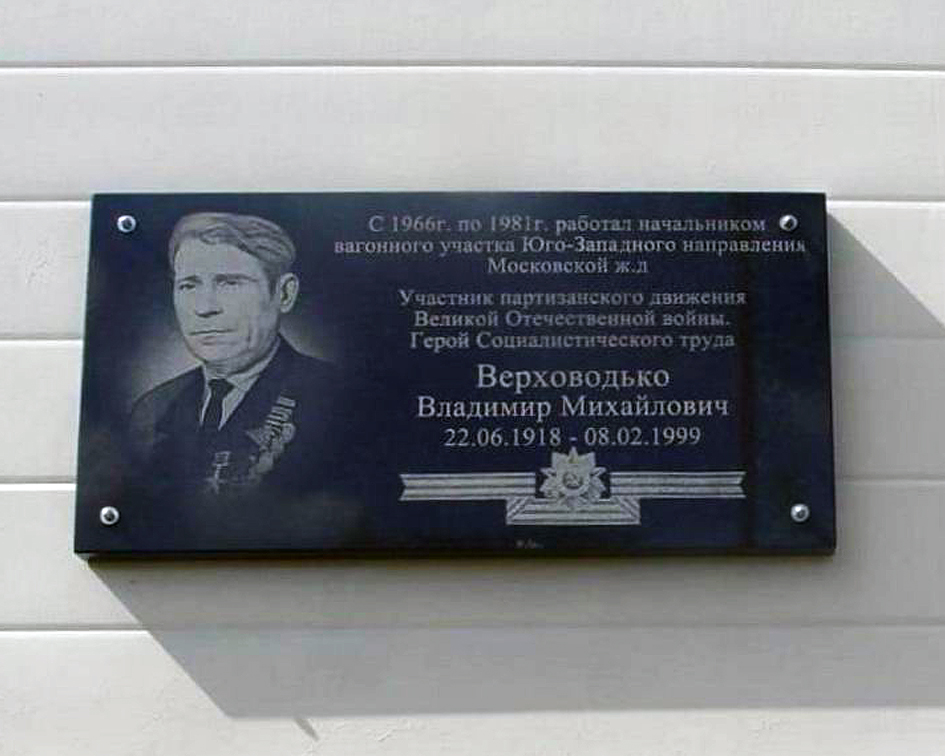 С 1966г. по 1981г. работал начальником
вагонного участка Юго-Западного направления
Московской ж.д
Участник партизанского движения
Великой Отечественной войны.
Герой Социалистического труда
Верховодько
Владимир Михайлович
22.06.1918 - 08.02.1999